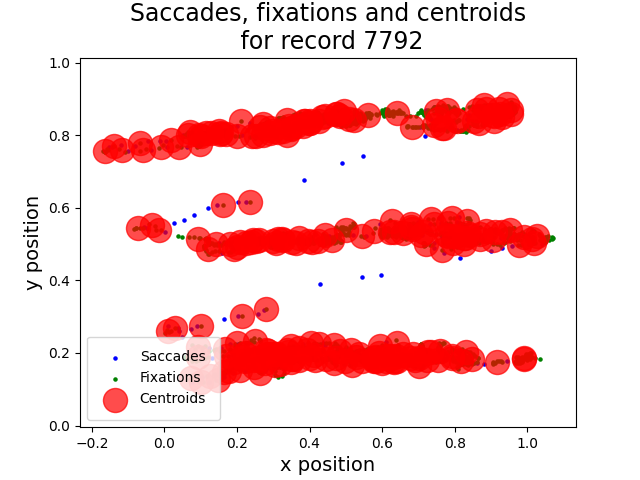 Saccades, fixations and centroids
for record 7792
1.0
0.8
0.6
0.4
0.2
0.0
y position
Saccades
Fixations
Centroids
−0.2 0.0 0.2 0.4 0.6 0.8 1.0
x position